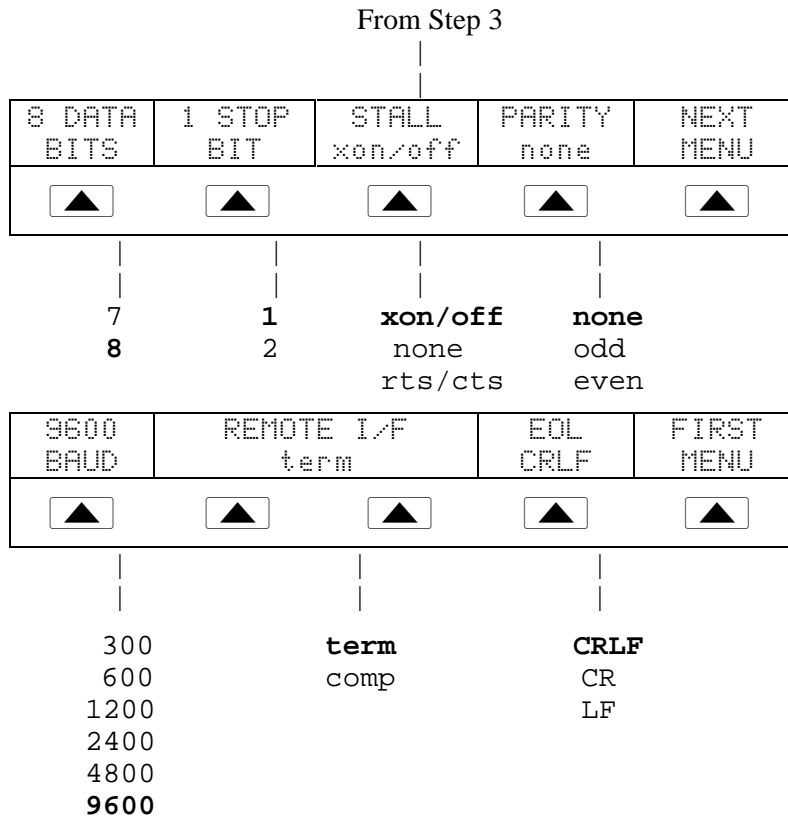 From Step 3
8 DATA 1 STOP STALL PARITY NEXT
BITS BIT xon/off none MENU
7 1 xon/off none
8 2 none odd
rts/cts even
9600 REMOTE I/F EOL FIRST
BAUD term CRLF MENU
300 term CRLF
600 comp CR
1200 LF
2400
4800
9600